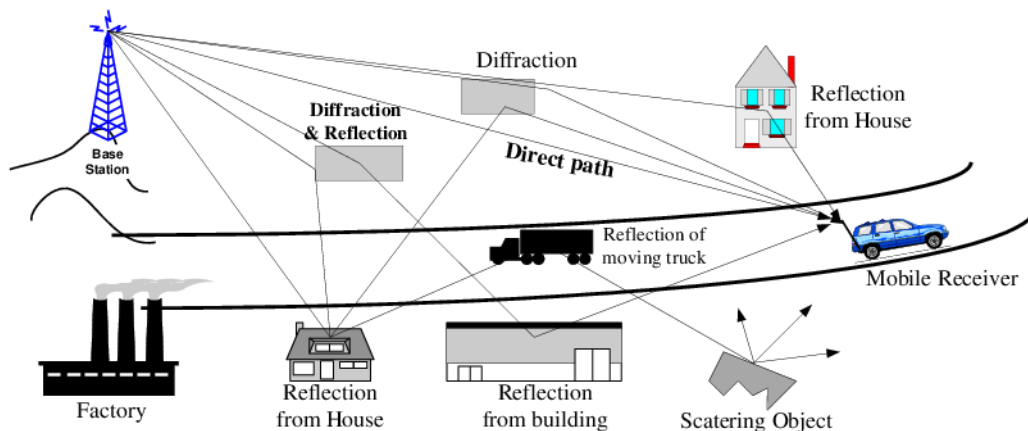 Diffraction
Reflection
from House
Diffraction
& Reflection
Base
Station
Direct path
Reflection of
moving truck
Mobile Receiver
Factory
Reflection
from House
Reflection
from building
Scatering Object